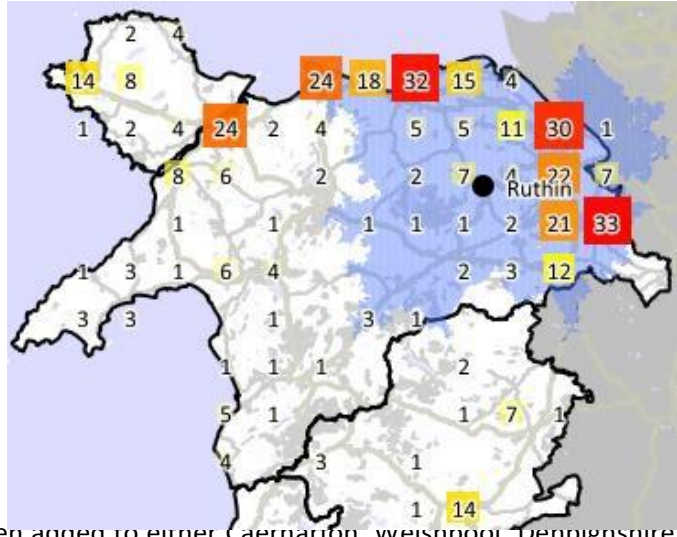 2 4
14 8 24 18 32 15 4
1 2 4 24 2 4 5 5 11 30 1
8 6 2 2 7 4 22 7
Ruthin
1 1 1 1 1 2 21 33
1 3 1 6 4 2 3 12
3 3 1 3 1
1 1 1 2
5 1 1 7 1
4 3 1
1 14
added to either Caernarfon, Welshpool, Denbighshire